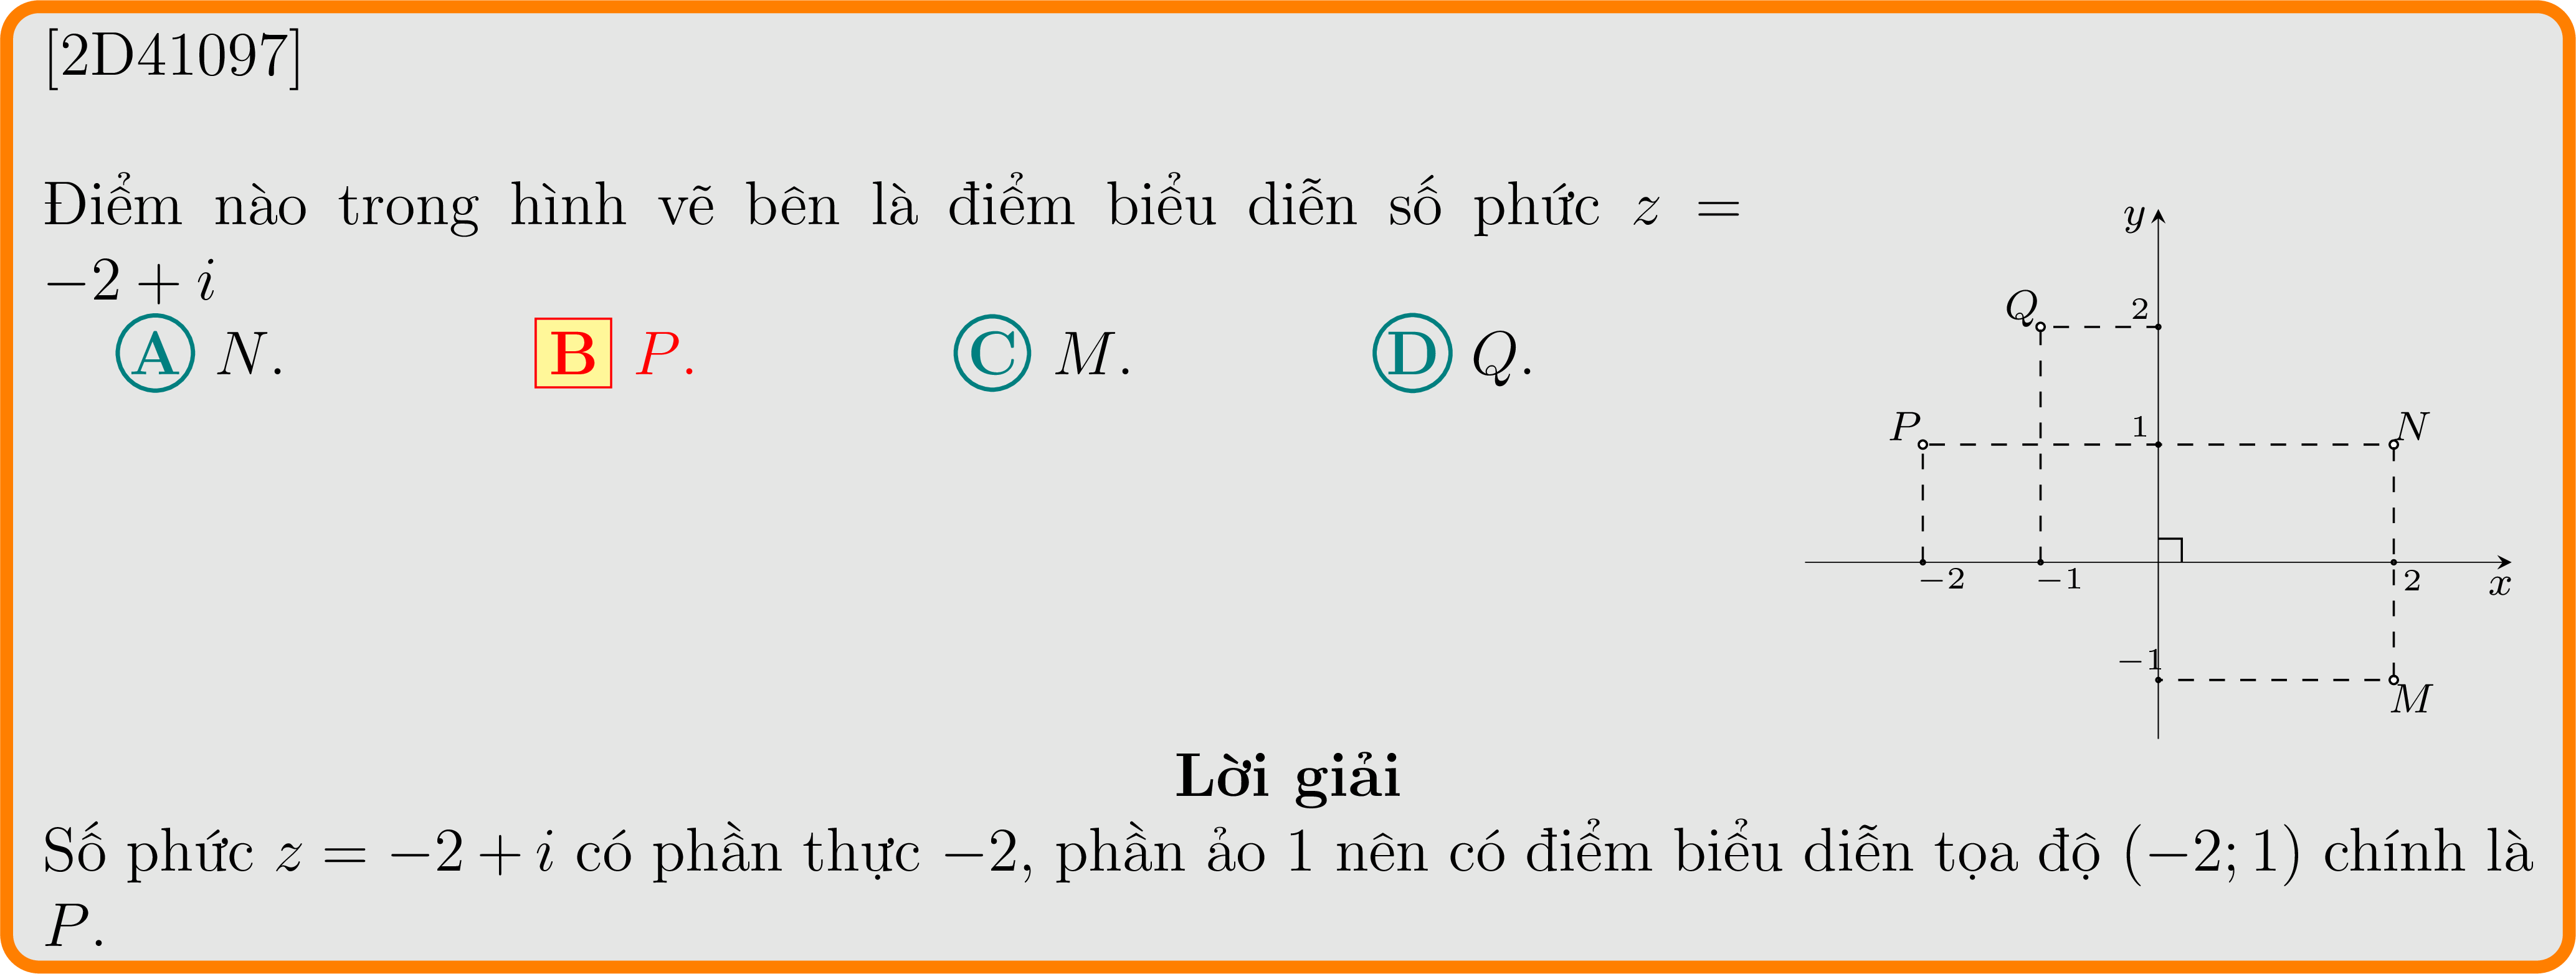 [2D41097]
Điểm nào trong hình vẽ bên là điểm biểu diễn số phức z =
−2 + i
A N. B P. C M. D Q.
y
Q 2
P 1 N
−2 −1 2 x
−1
M
Lời giải
Số phức z = −2 + i có phần thực −2, phần ảo 1 nên có điểm biểu diễn tọa độ (−2; 1) chính là
P.